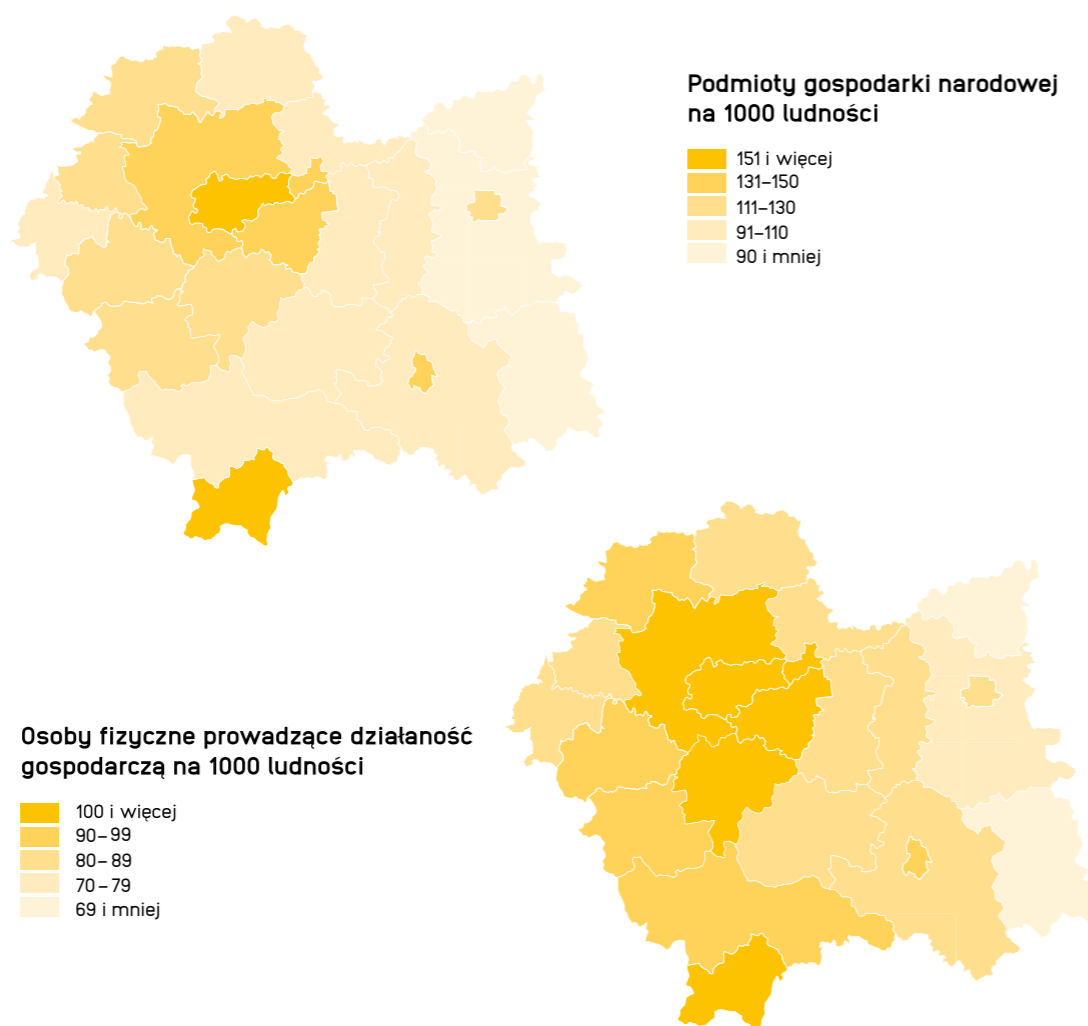 Podmioty gospodarki narodowej
na 1000 ludności
151 i więcej
131–150
111–130
91–110
90 i mniej
Osoby fizyczne prowadzące działaność
gospodarczą na 1000 ludności
100 i więcej
90–99
80–89
70–79
69 i mniej